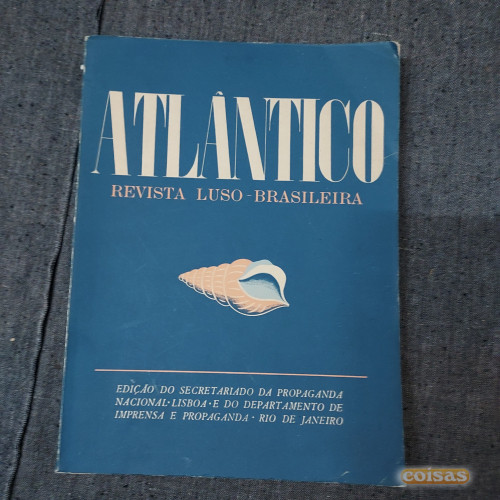 ATLÂNTICO
REVISTA LUSO-BRASILEIRA
EDIÇÃO DO SECRETARIADO DA PROPAGANDA
NACIONAL · LISBOA · E DO DEPARTAMENTO DE
IMPRENSA E PROPAGANDA · RIO DE JANEIRO
coisas